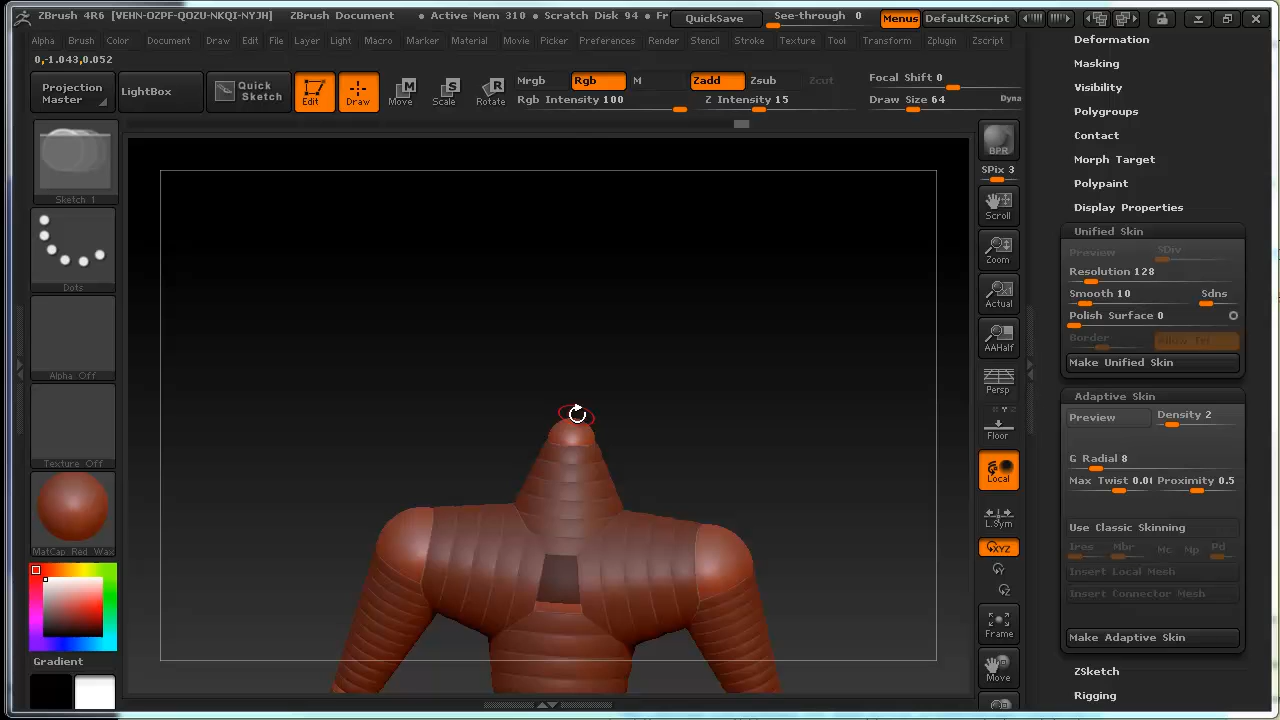 ZBrush 4R6 [VEHN-OZPF-QOZU-NKQI-NYJH]   ZBrush Document   • Active Mem 310 • Scratch Disk 94 • Fr   QuickSave   See-through 0   Menus   DefaultZScript
Alpha Brush Color Document Draw Edit File Layer Light Macro Marker Material Movie Picker Preferences Render Stencil Stroke Texture Tool Transform Zplugin Zscript
0,-1.043,0.052
Projection Master
LightBox
Quick Sketch
Edit
Draw
Move
Scale
Rotate
Mrgb Rgb M Zadd Zsub Zcut
Rgb Intensity 100 Z Intensity 15
Focal Shift 0
Draw Size 64 Dyna
Sketch 1
Dots
Alpha Off
Texture Off
MatCap Red Wax
Gradient
BPR
SPix 3
Scroll
Zoom
Actual
AAHalf
Persp
Floor
Local
L.Sym
XYZ
Y
Z
Frame
Move
Deformation
Masking
Visibility
Polygroups
Contact
Morph Target
Polypaint
Display Properties
Unified Skin
Preview SDiv
Resolution 128
Smooth 10 Sdns
Polish Surface 0
Border
Make Unified Skin
Adaptive Skin
Preview Density 2
G Radial 8
Max Twist 0.0 Proximity 0.5
Use Classic Skinning
Ires Mbr Mc Mp Pd
Insert Local Mesh
Insert Connector Mesh
Make Adaptive Skin
ZSketch
Rigging